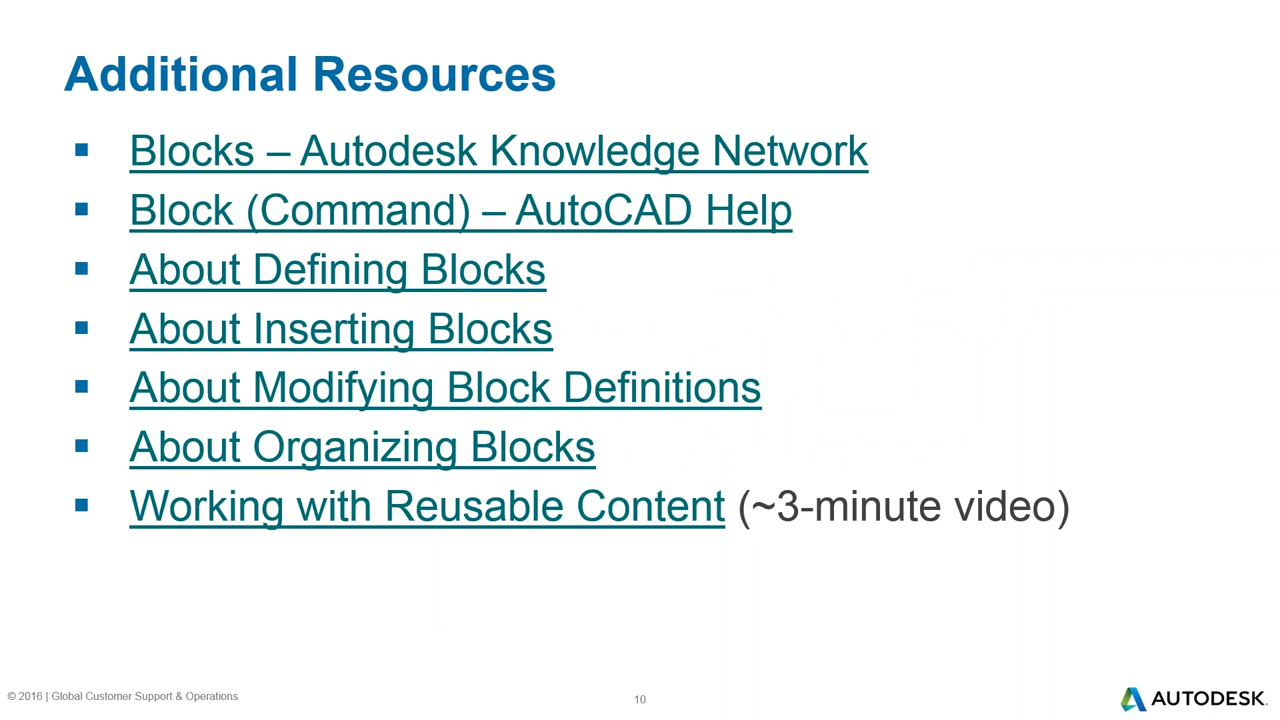 Additional Resources
▪ Blocks – Autodesk Knowledge Network
▪ Block (Command) – AutoCAD Help
▪ About Defining Blocks
▪ About Inserting Blocks
▪ About Modifying Block Definitions
▪ About Organizing Blocks
▪ Working with Reusable Content (~3-minute video)
© 2016 | Global Customer Support & Operations
10
AUTODESK.